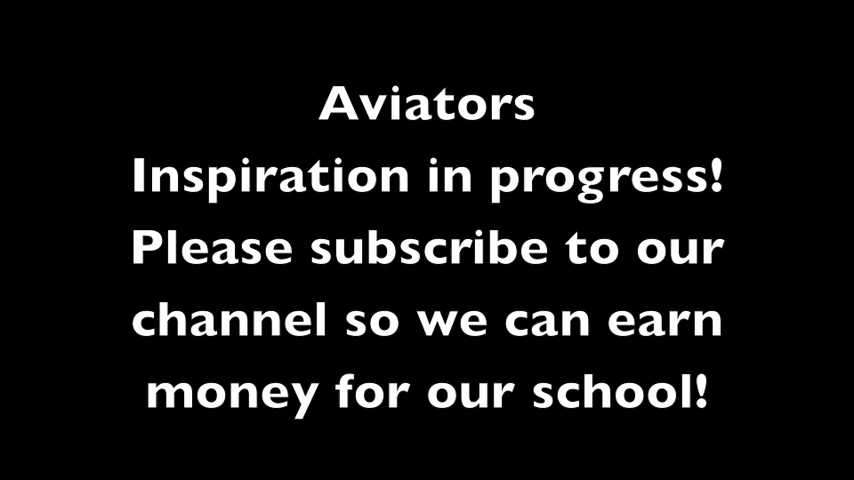 Aviators
Inspiration in progress!
Please subscribe to our
channel so we can earn
money for our school!